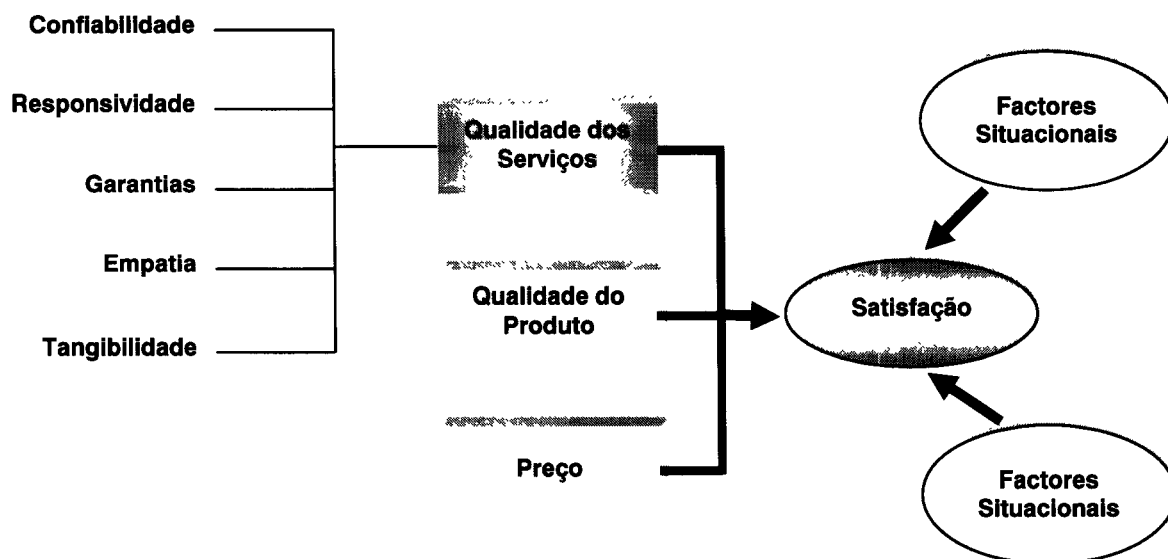 Confiabilidade
Responsividade
Garantias
Empatia
Tangibilidade
Qualidade dos
Serviços
Qualidade do
Produto
Preço
Factores
Situacionais
Satisfação
Factores
Situacionais